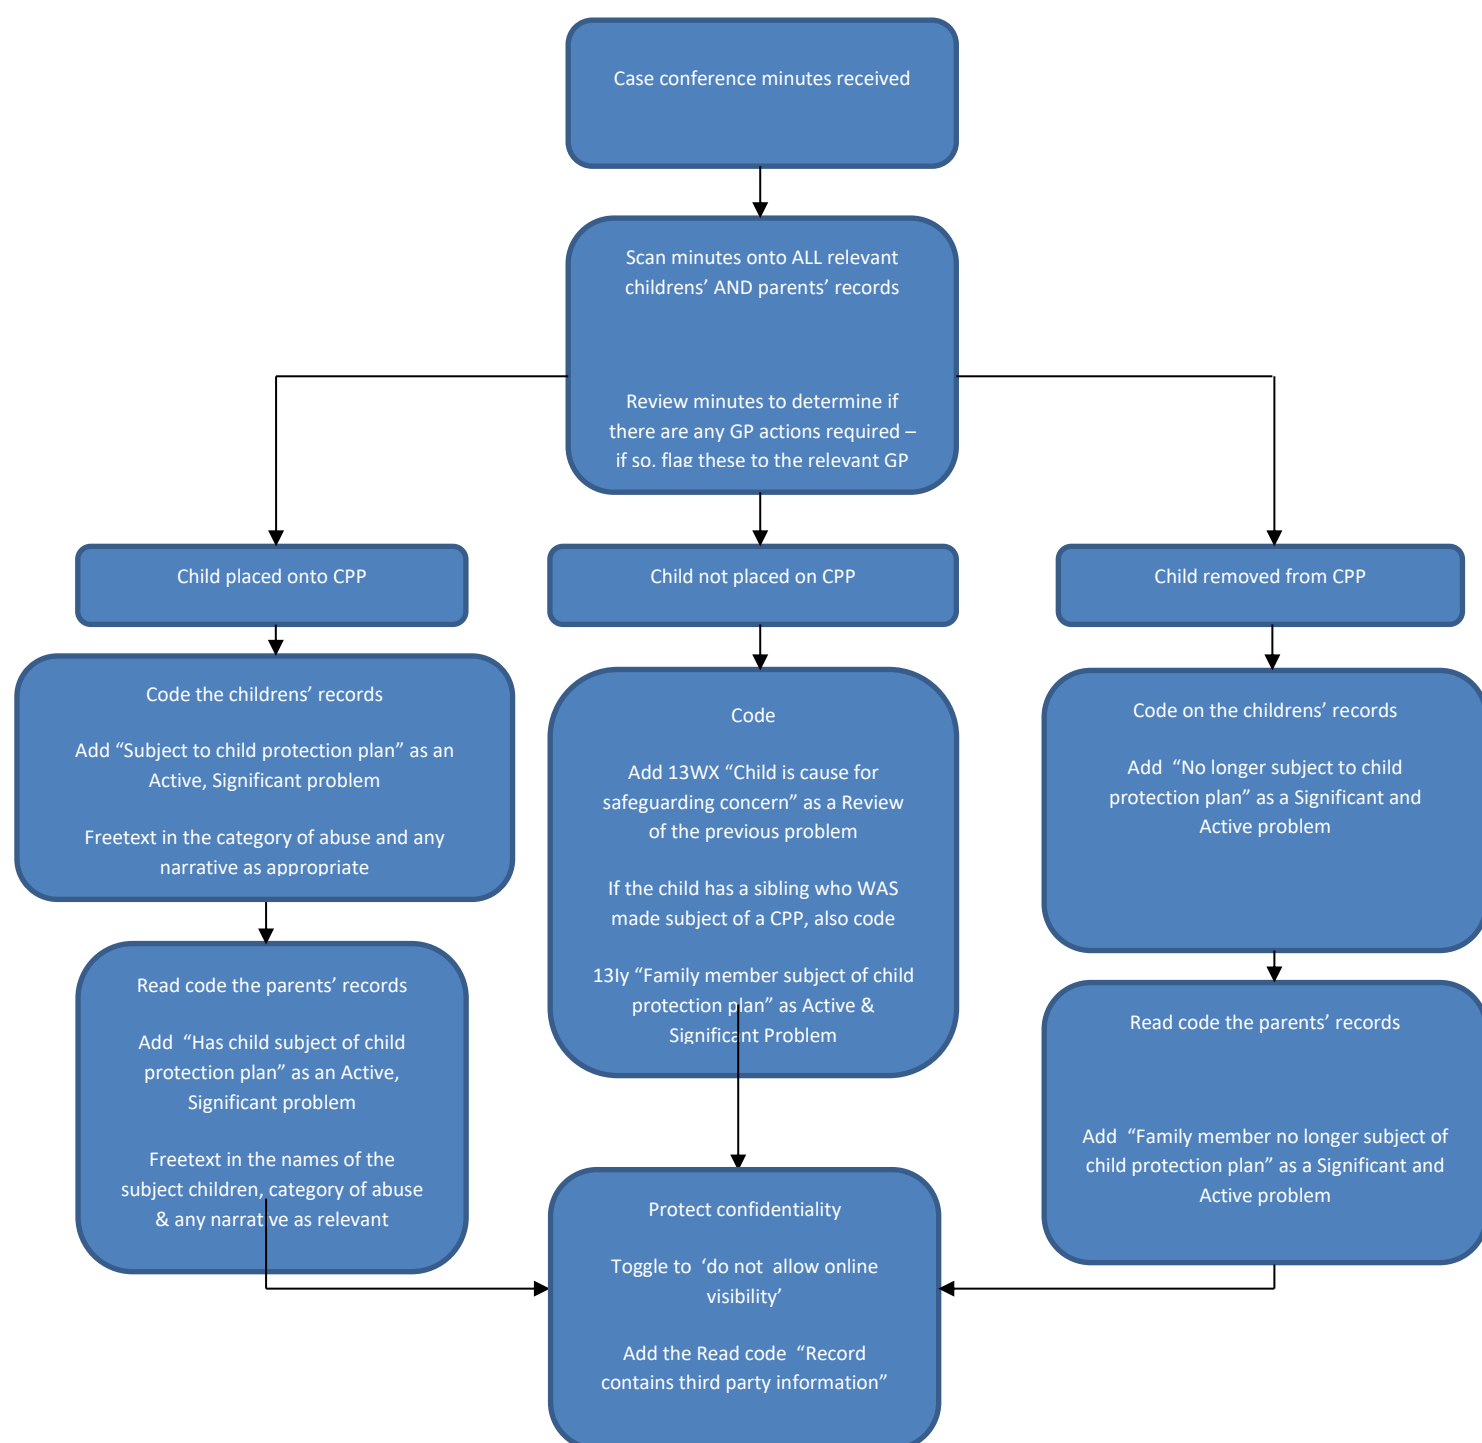 Case conference minutes received
Scan minutes onto ALL relevant
childrens’ AND parents’ records
Review minutes to determine if
there are any GP actions required –
if so, flag these to the relevant GP
Child placed onto CPP
Child not placed on CPP
Child removed from CPP
Code the childrens’ records
Add “Subject to child protection plan” as an
Active, Significant problem
Freetext in the category of abuse and any
narrative as appropriate
Code
Add 13WX “Child is cause for
safeguarding concern” as a Review
of the previous problem
If the child has a sibling who WAS
made subject of a CPP, also code
13Iy “Family member subject of child
protection plan” as Active &
Significant Problem
Code on the childrens’ records
Add  “No longer subject to child
protection plan” as a Significant and
Active problem
Read code the parents’ records
Add  “Has child subject of child
protection plan” as an Active,
Significant problem
Freetext in the names of the
subject children, category of abuse
& any narrative as relevant
Read code the parents’ records
Add  “Family member no longer subject of
child protection plan” as a Significant and
Active problem
Protect confidentiality
Toggle to  ‘do not  allow online
visibility’
Add the Read code  “Record
contains third party information”